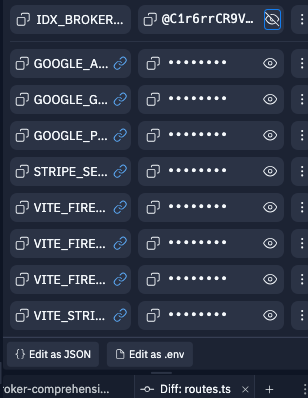 IDX_BROKER... @C1r6rrCR9V...
GOOGLE_A... ••••••••
GOOGLE_G... ••••••••
GOOGLE_P... ••••••••
STRIPE_SE... ••••••••
VITE_FIRE... ••••••••
VITE_FIRE... ••••••••
VITE_FIRE... ••••••••
VITE_STRI... ••••••••
{} Edit as JSON Edit as .env
roker-comprehensi... Diff: routes.ts × +